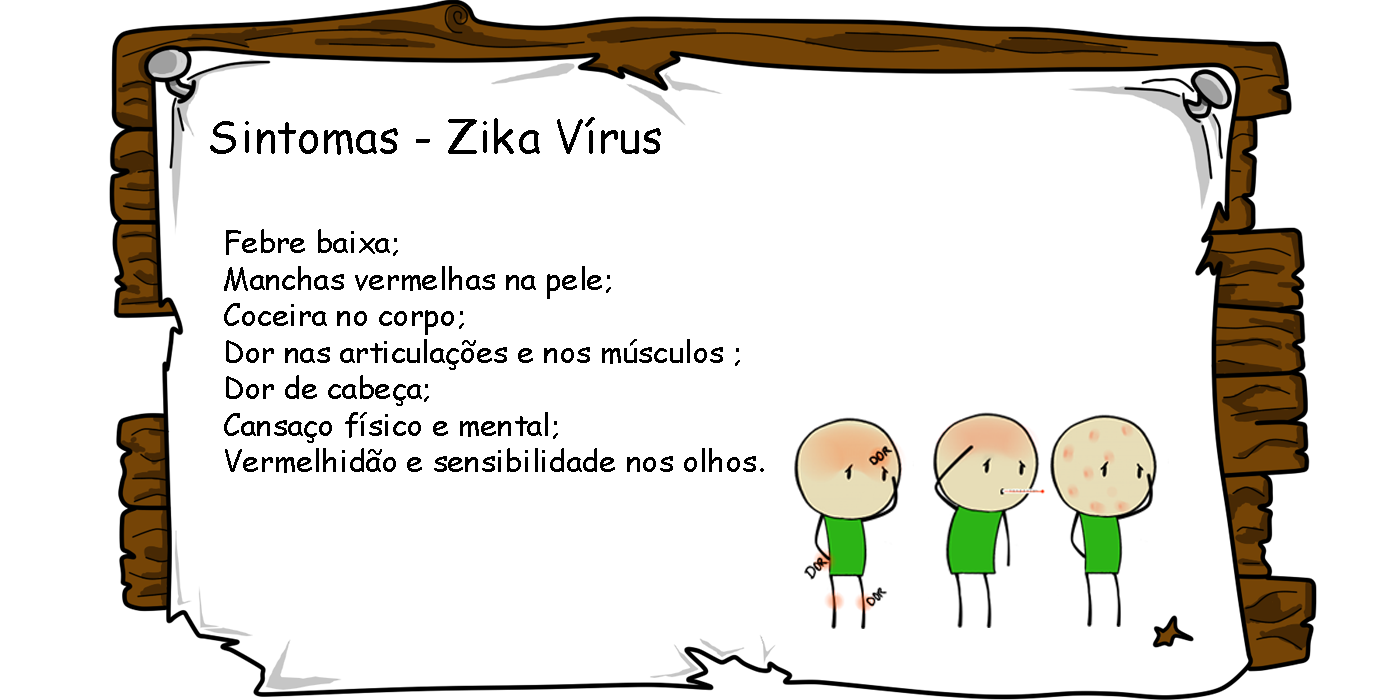 Sintomas - Zika Vírus
Febre baixa;
Manchas vermelhas na pele;
Coceira no corpo;
Dor nas articulações e nos músculos ;
Dor de cabeça;
Cansaço físico e mental;
Vermelhidão e sensibilidade nos olhos.
DOR
DOR
DOR